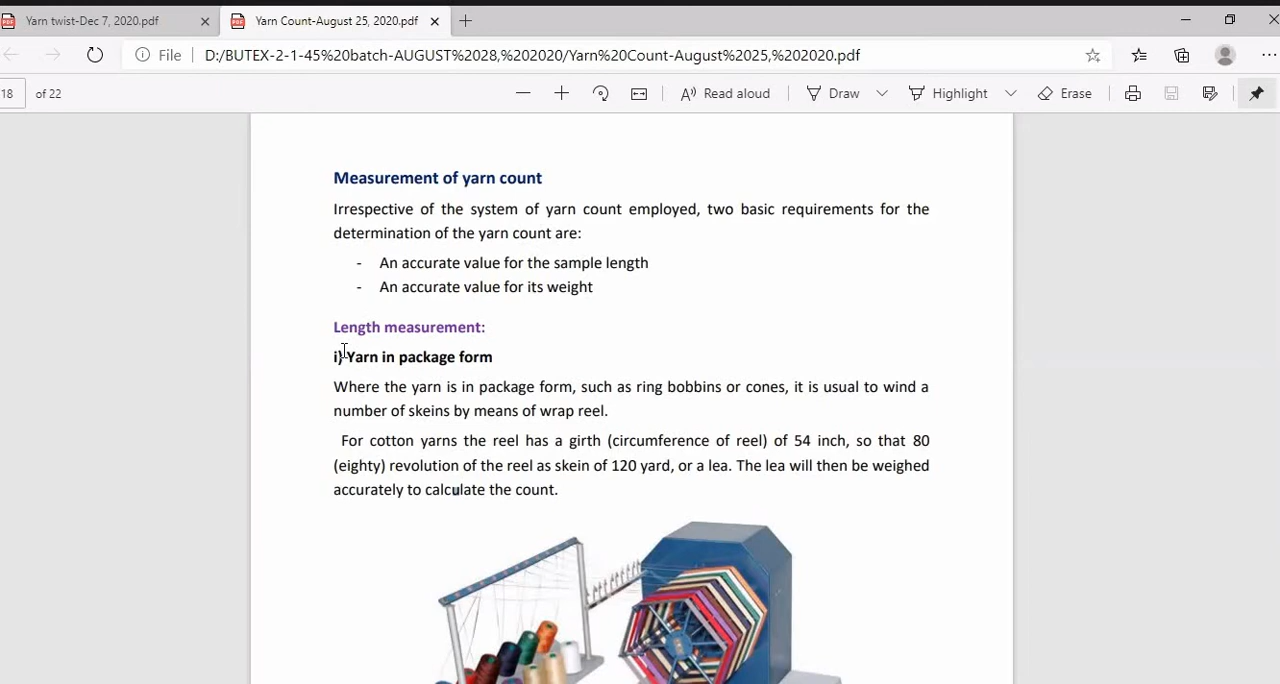 Yarn twist-Dec 7, 2020.pdf
Yarn Count-August 25, 2020.pdf
File
D:/BUTEX-2-1-45%20batch-AUGUST%2028,%202020/Yarn%20Count-August%2025,%202020.pdf
18 of 22
Read aloud
Draw
Highlight
Erase
Measurement of yarn count
Irrespective of the system of yarn count employed, two basic requirements for the
determination of the yarn count are:
- An accurate value for the sample length
- An accurate value for its weight
Length measurement:
i) Yarn in package form
Where the yarn is in package form, such as ring bobbins or cones, it is usual to wind a
number of skeins by means of wrap reel.
For cotton yarns the reel has a girth (circumference of reel) of 54 inch, so that 80
(eighty) revolution of the reel as skein of 120 yard, or a lea. The lea will then be weighed
accurately to calculate the count.